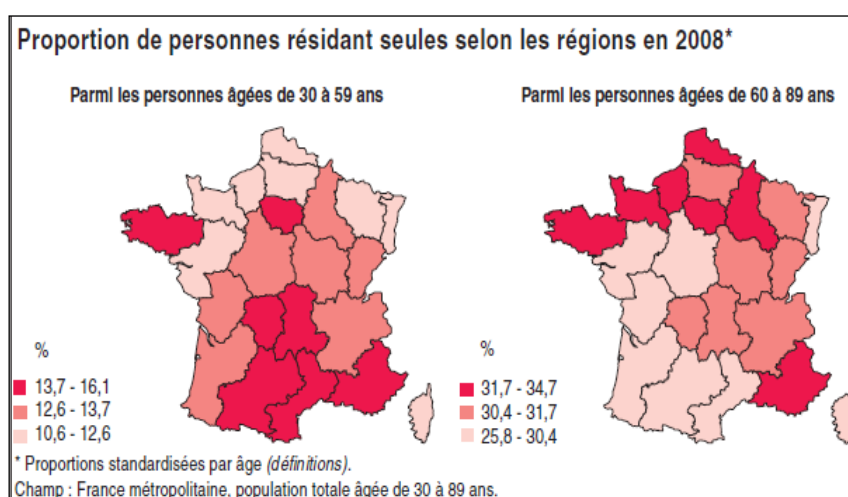 Proportion de personnes résidant seules selon les régions en 2008*
Parmi les personnes âgées de 30 à 59 ans
Parmi les personnes âgées de 60 à 89 ans
%
13,7 - 16,1
12,6 - 13,7
10,6 - 12,6
%
31,7 - 34,7
30,4 - 31,7
25,8 - 30,4
* Proportions standardisées par âge (définitions).
Champ : France métropolitaine, population totale âgée de 30 à 89 ans.